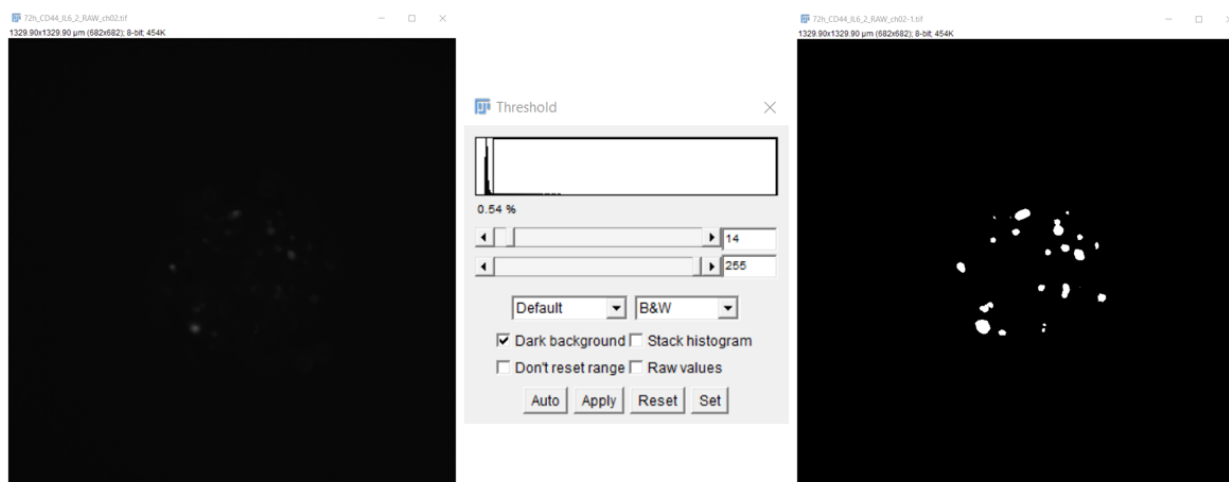 72h_CD44_IL6_2_RAW_ch02.tif
1329.90x1329.90 µm (682x682); 8-bit; 454K
Threshold
0.54 %
14
255
Default
B&W
Dark background
Stack histogram
Don't reset range
Raw values
Auto
Apply
Reset
Set
72h_CD44_IL6_2_RAW_ch02-1.tif
1329.90x1329.90 µm (682x682); 8-bit; 454K